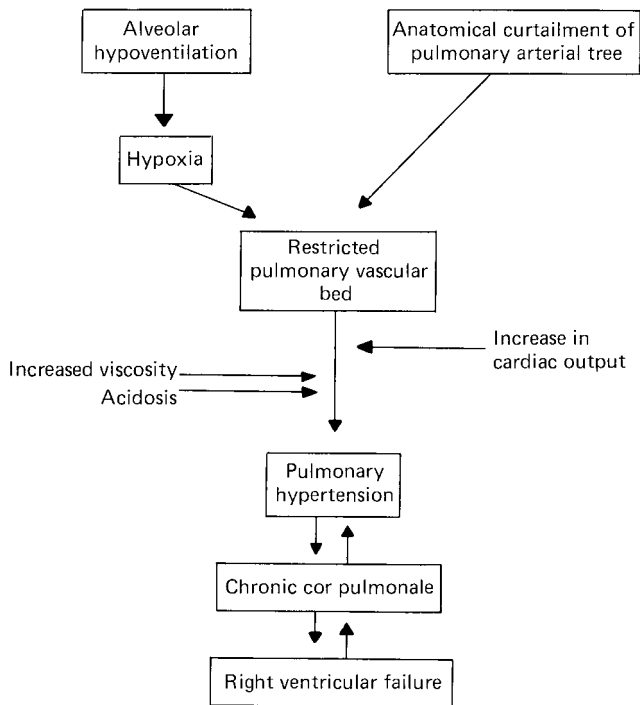 Alveolar
hypoventilation
Anatomical curtailment of
pulmonary arterial tree
Hypoxia
Restricted
pulmonary vascular
bed
Increase in
cardiac output
Increased viscosity
Acidosis
Pulmonary
hypertension
Chronic cor pulmonale
Right ventricular failure